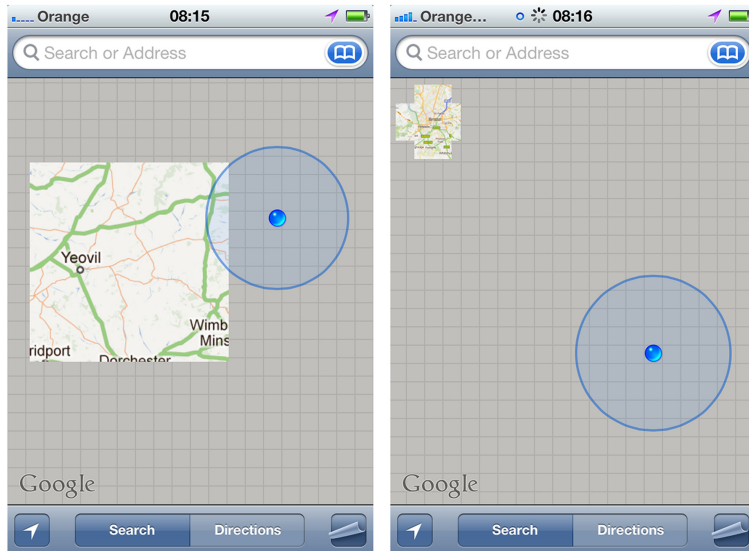 Orange 08:15
Search or Address
Yeovil
Wimb
Mins
ridport
Dorchester
Google
Search Directions
Orange... 08:16
Search or Address
Bristol
Google
Search Directions